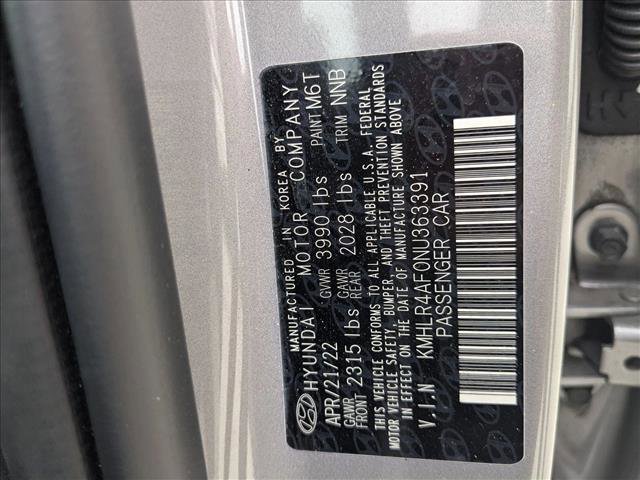 MANUFACTURED IN KOREA BY
HYUNDAI MOTOR COMPANY
APR/21/22 GVWR 3990 lbs PAINT M6T
GAWR FRONT 2315 lbs GAWR REAR 2028 lbs TRIM NNB
THIS VEHICLE CONFORMS TO ALL APPLICABLE U.S.A. FEDERAL
MOTOR VEHICLE SAFETY, BUMPER, AND THEFT PREVENTION STANDARDS
IN EFFECT ON THE DATE OF MANUFACTURE SHOWN ABOVE
V.I.N KMHLR4AF0NU363391
PASSENGER CAR